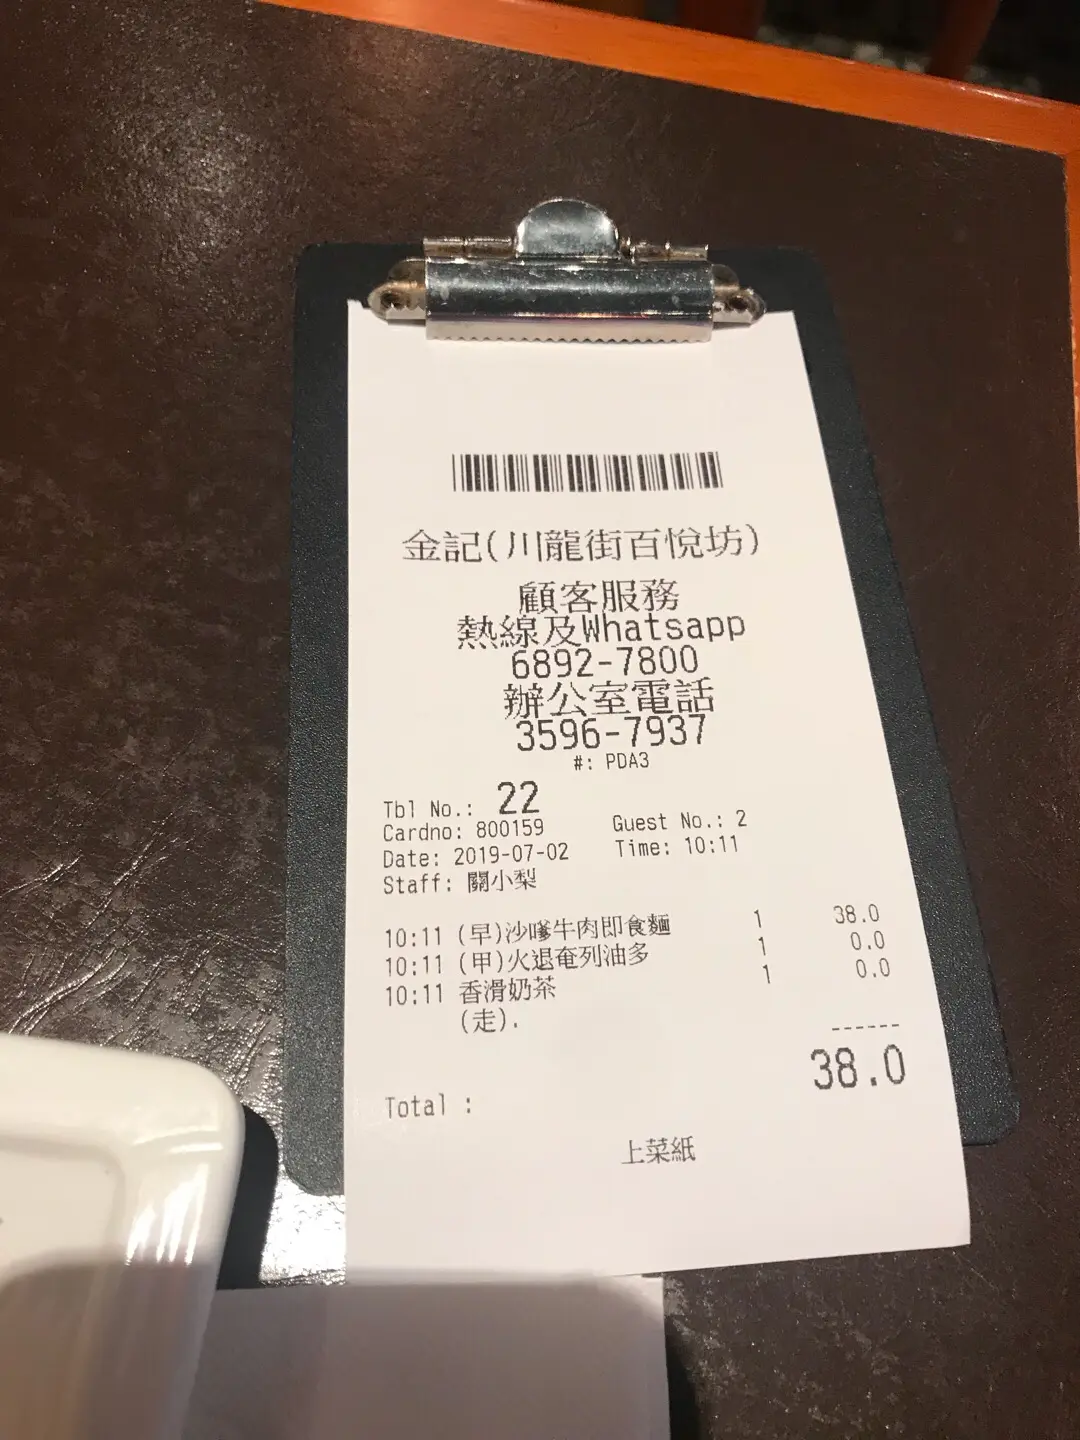 金記(川龍街百悅坊)
顧客服務
熱線及Whatsapp
6892-7800
辦公室電話
3596-7937
#: PDA3
Tbl No.: 22
Cardno: 800159 Guest No.: 2
Date: 2019-07-02 Time: 10:11
Staff: 關小梨
10:11 (早)沙嗲牛肉即食麵 1 38.0
10:11 (甲)火退奄列油多 1 0.0
10:11 香滑奶茶 1 0.0
(走).
------
Total : 38.0
上菜紙